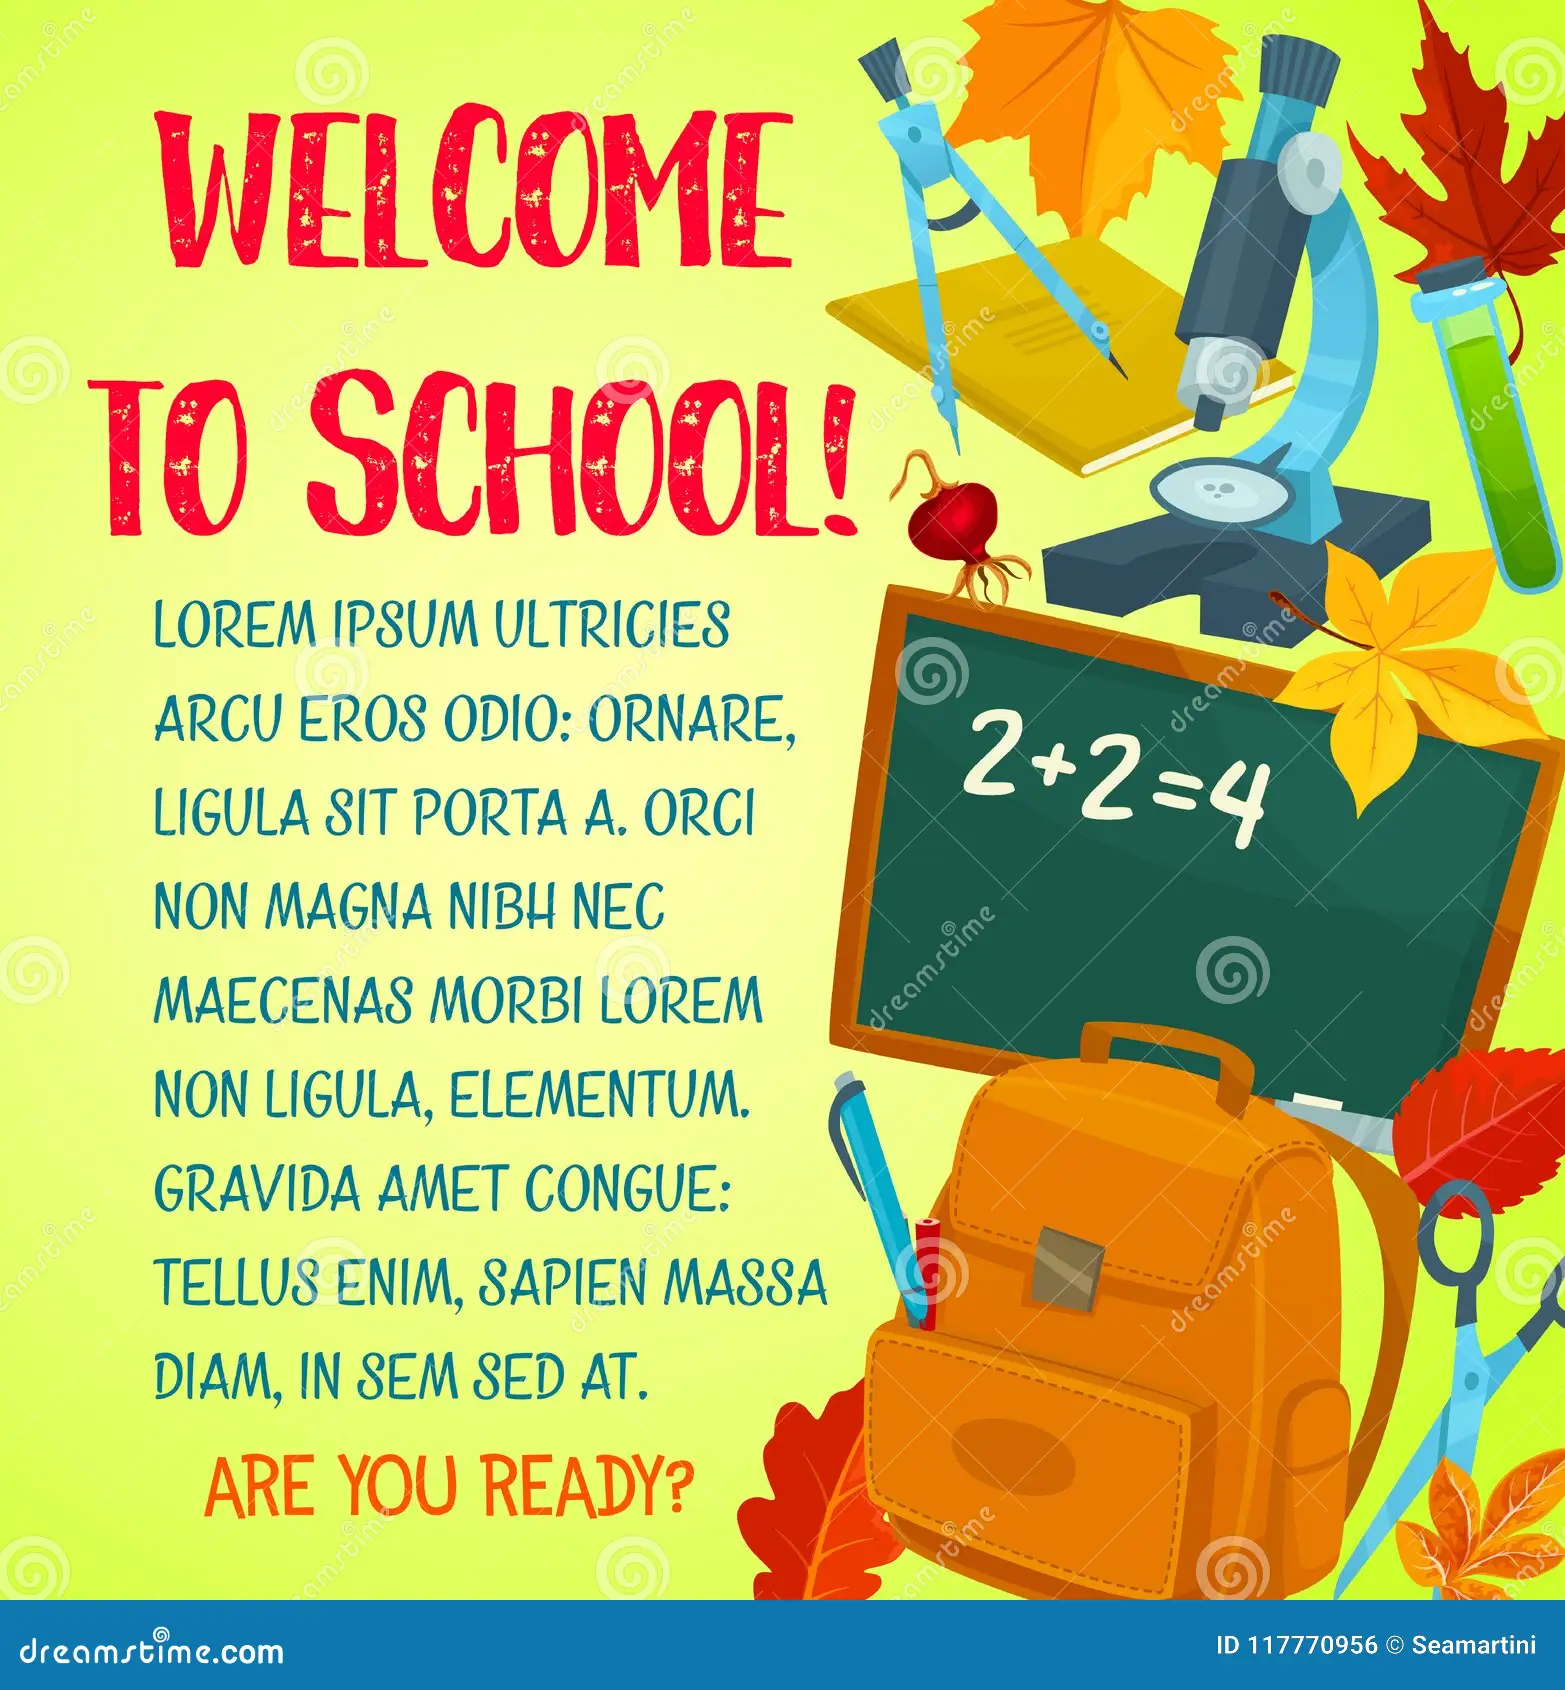 WELCOME
TO SCHOOL!
LOREM IPSUM ULTRICIES
ARCU EROS ODIO: ORNARE,
LIGULA SIT PORTA A. ORCI
NON MAGNA NIBH NEC
MAECENAS MORBI LOREM
NON LIGULA, ELEMENTUM.
GRAVIDA AMET CONGUE:
TELLUS ENIM, SAPIEN MASSA
DIAM, IN SEM SED AT.
ARE YOU READY?
2+2=4
dreamstime.com
ID 117770956 © Seamartini